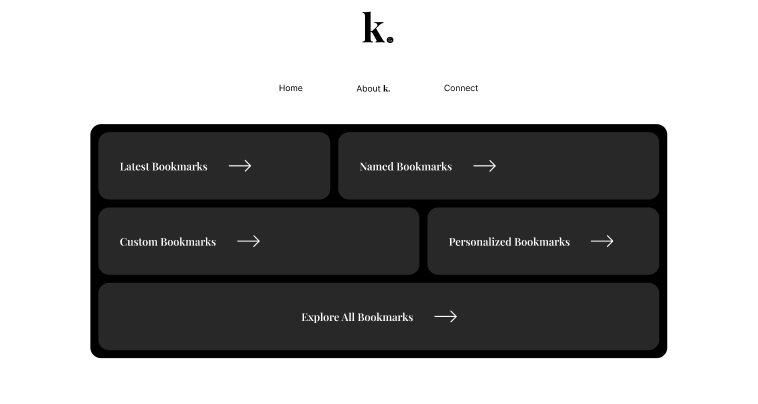 k.
Home About k. Connect
Latest Bookmarks Named Bookmarks
Custom Bookmarks Personalized Bookmarks
Explore All Bookmarks